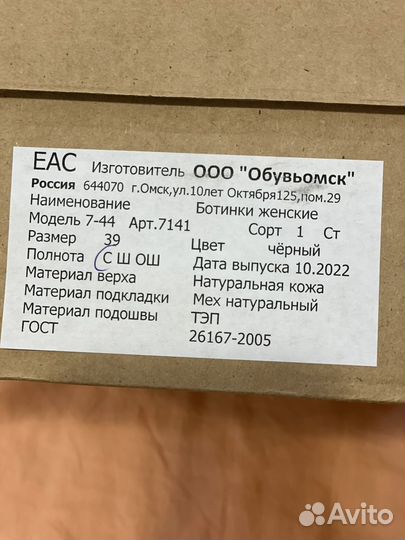 ЕАС Изготовитель ООО "Обувьомск"
Россия 644070 г.Омск,ул.10лет Октября125,пом.29
Наименование Ботинки женские
Модель 7-44 Арт.7141 Сорт 1 Ст
Размер 39 Цвет чёрный
Полнота С Ш ОШ Дата выпуска 10.2022
Материал верха Натуральная кожа
Материал подкладки Мех натуральный
Материал подошвы ТЭП
ГОСТ 26167-2005
Avito